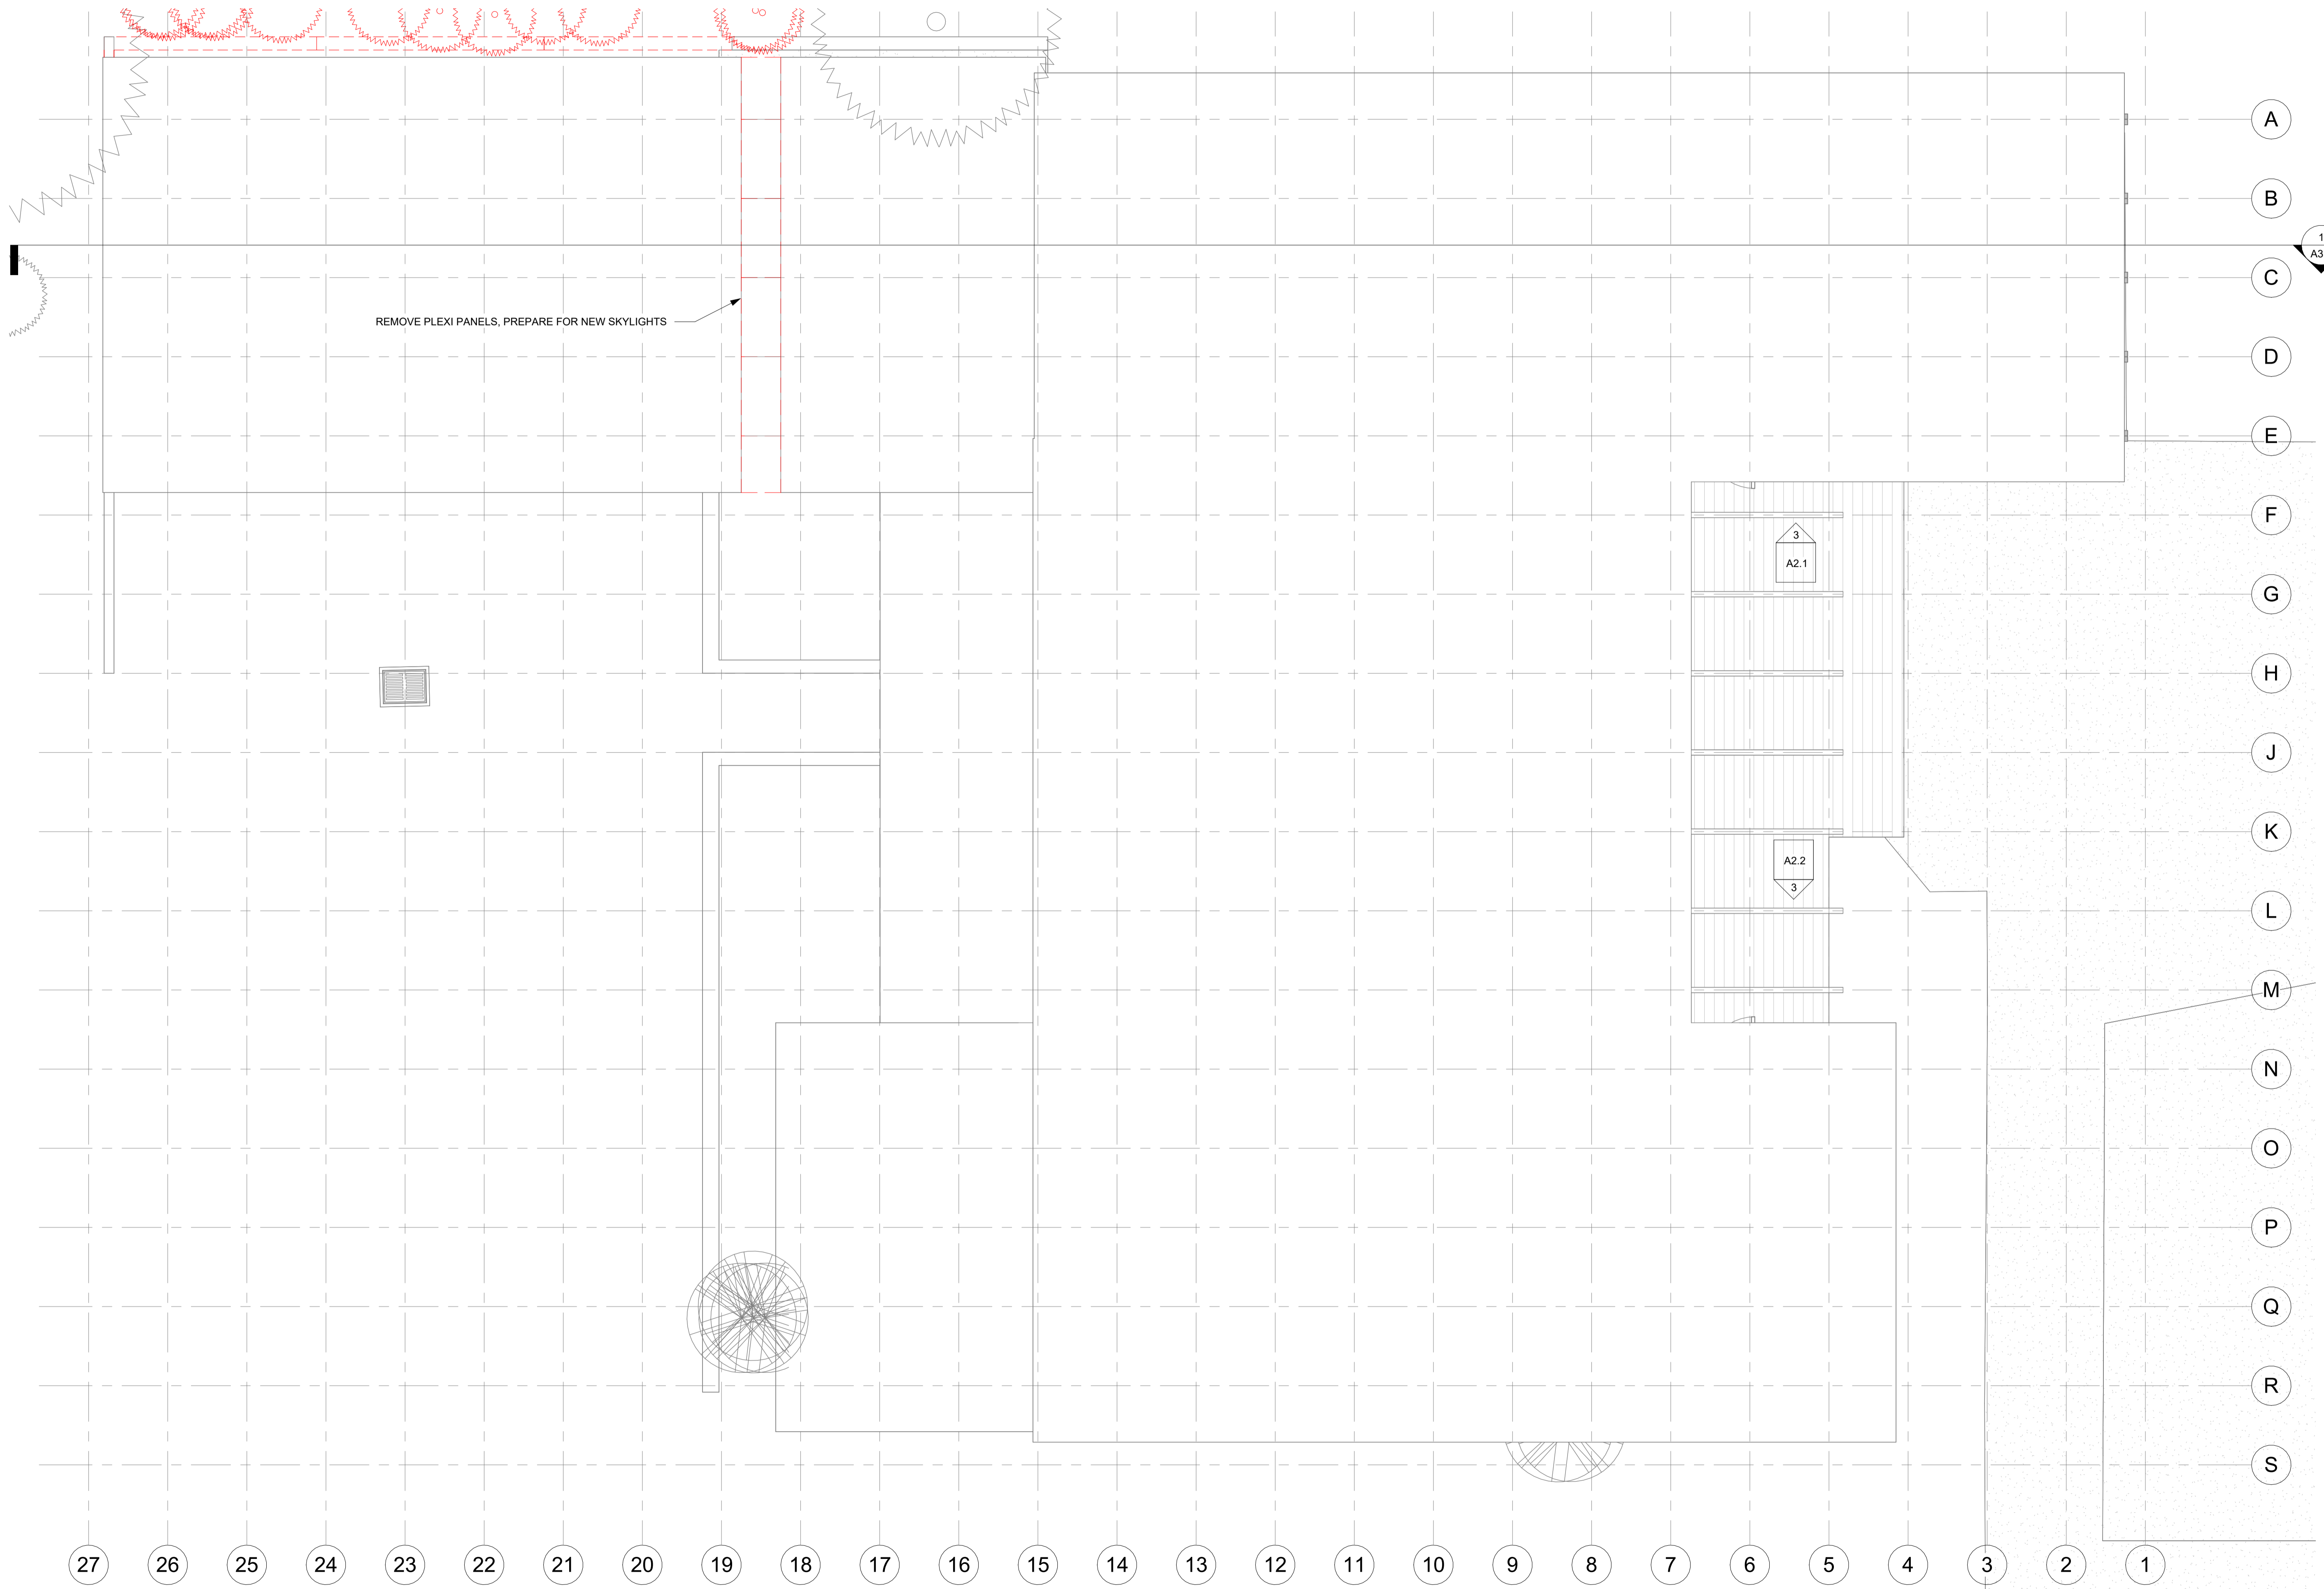 1
A3
A
B
C
REMOVE PLEXI PANELS, PREPARE FOR NEW SKYLIGHTS
D
E
F
3
A2.1
G
H
J
K
A2.2
3
L
M
N
O
P
Q
R
S
27 26 25 24 23 22 21 20 19 18 17 16 15 14 13 12 11 10 9 8 7 6 5 4 3 2 1